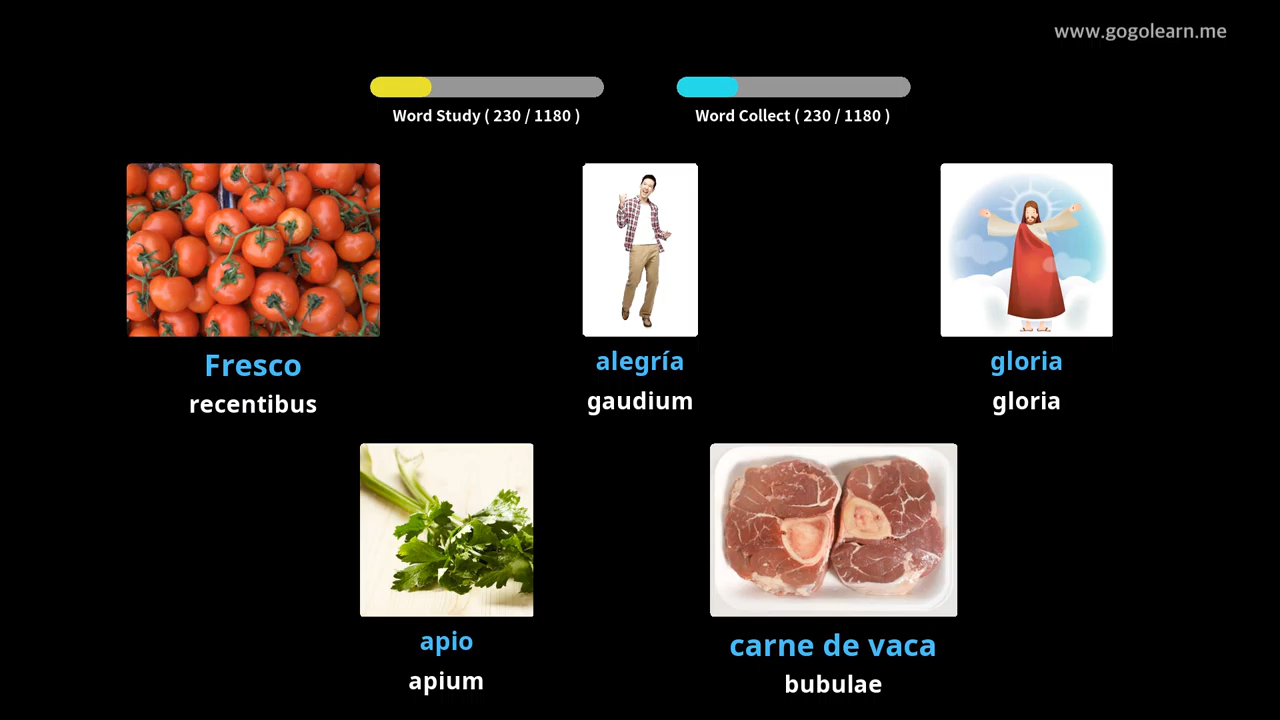 www.gogolearn.me
Word Study ( 230 / 1180 )
Word Collect ( 230 / 1180 )
Fresco
recentibus
alegría
gaudium
gloria
gloria
apio
apium
carne de vaca
bubulae